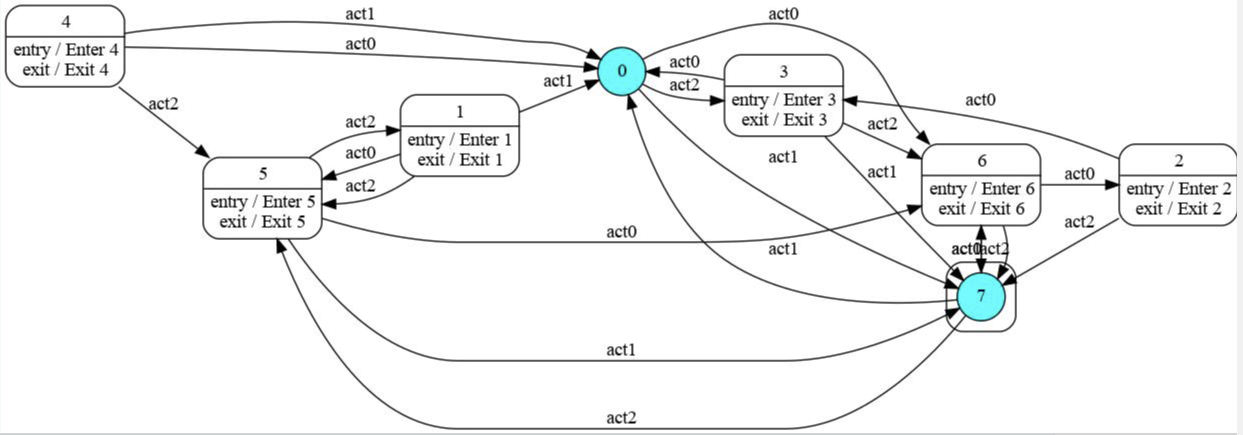 4
entry / Enter 4
exit / Exit 4
act1
act0
act2
0
act0
act0
act2
3
entry / Enter 3
exit / Exit 3
act0
act2
act1
1
entry / Enter 1
exit / Exit 1
act1
act2
act0
act2
5
entry / Enter 5
exit / Exit 5
act0
act1
act1
6
entry / Enter 6
exit / Exit 6
act0
2
entry / Enter 2
exit / Exit 2
act2
act2
7
act1
act2